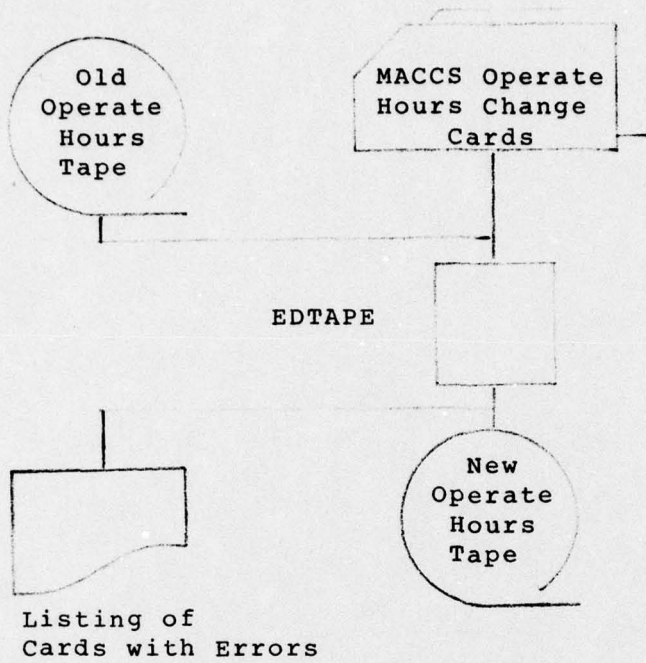 Old
Operate
Hours
Tape
MACCS Operate
Hours Change
Cards
EDTAPE
New
Operate
Hours
Tape
Listing of
Cards with Errors